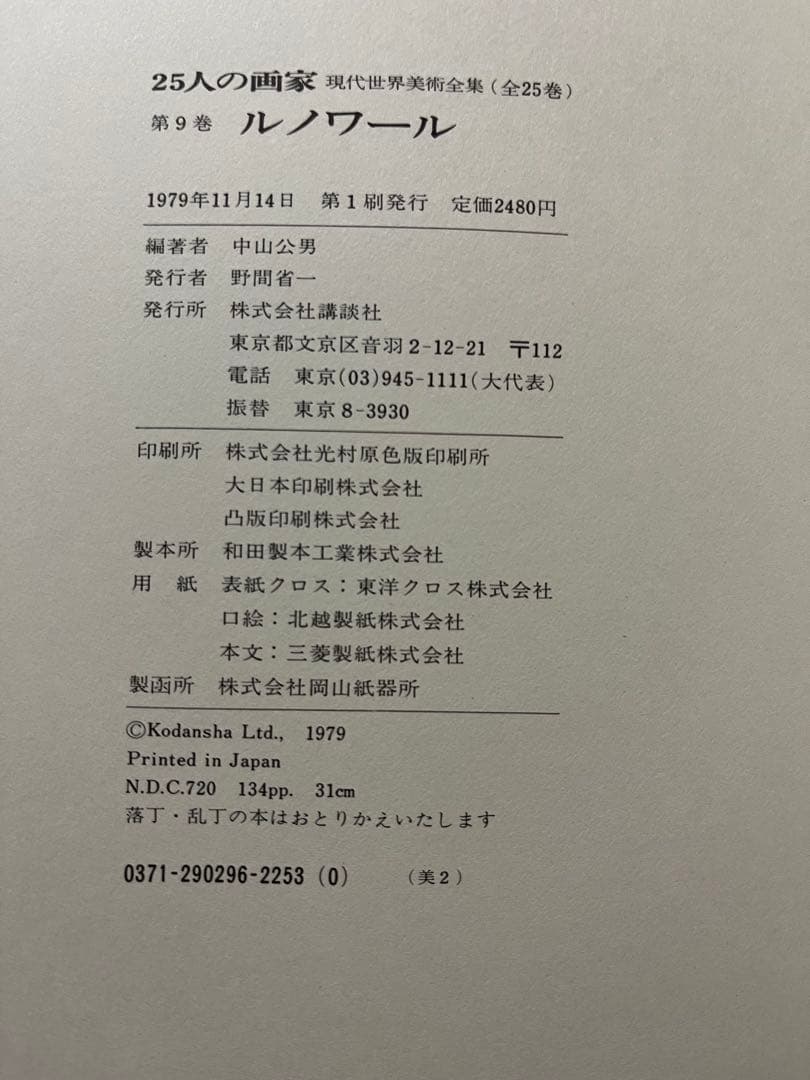 25人の画家 現代世界美術全集（全25巻）
第9巻 ルノワール
1979年11月14日 第1刷発行 定価2480円
編著者 中山公男
発行者 野間省一
発行所 株式会社講談社
東京都文京区音羽2-12-21 〒112
電話 東京(03)945-1111(大代表)
振替 東京8-3930
印刷所 株式会社光村原色版印刷所
大日本印刷株式会社
凸版印刷株式会社
製本所 和田製本工業株式会社
用 紙 表紙クロス：東洋クロス株式会社
口絵：北越製紙株式会社
本文：三菱製紙株式会社
製函所 株式会社岡山紙器所
©Kodansha Ltd., 1979
Printed in Japan
N.D.C.720 134pp. 31cm
落丁・乱丁の本はおとりかえいたします
0371-290296-2253 (0) （美2）